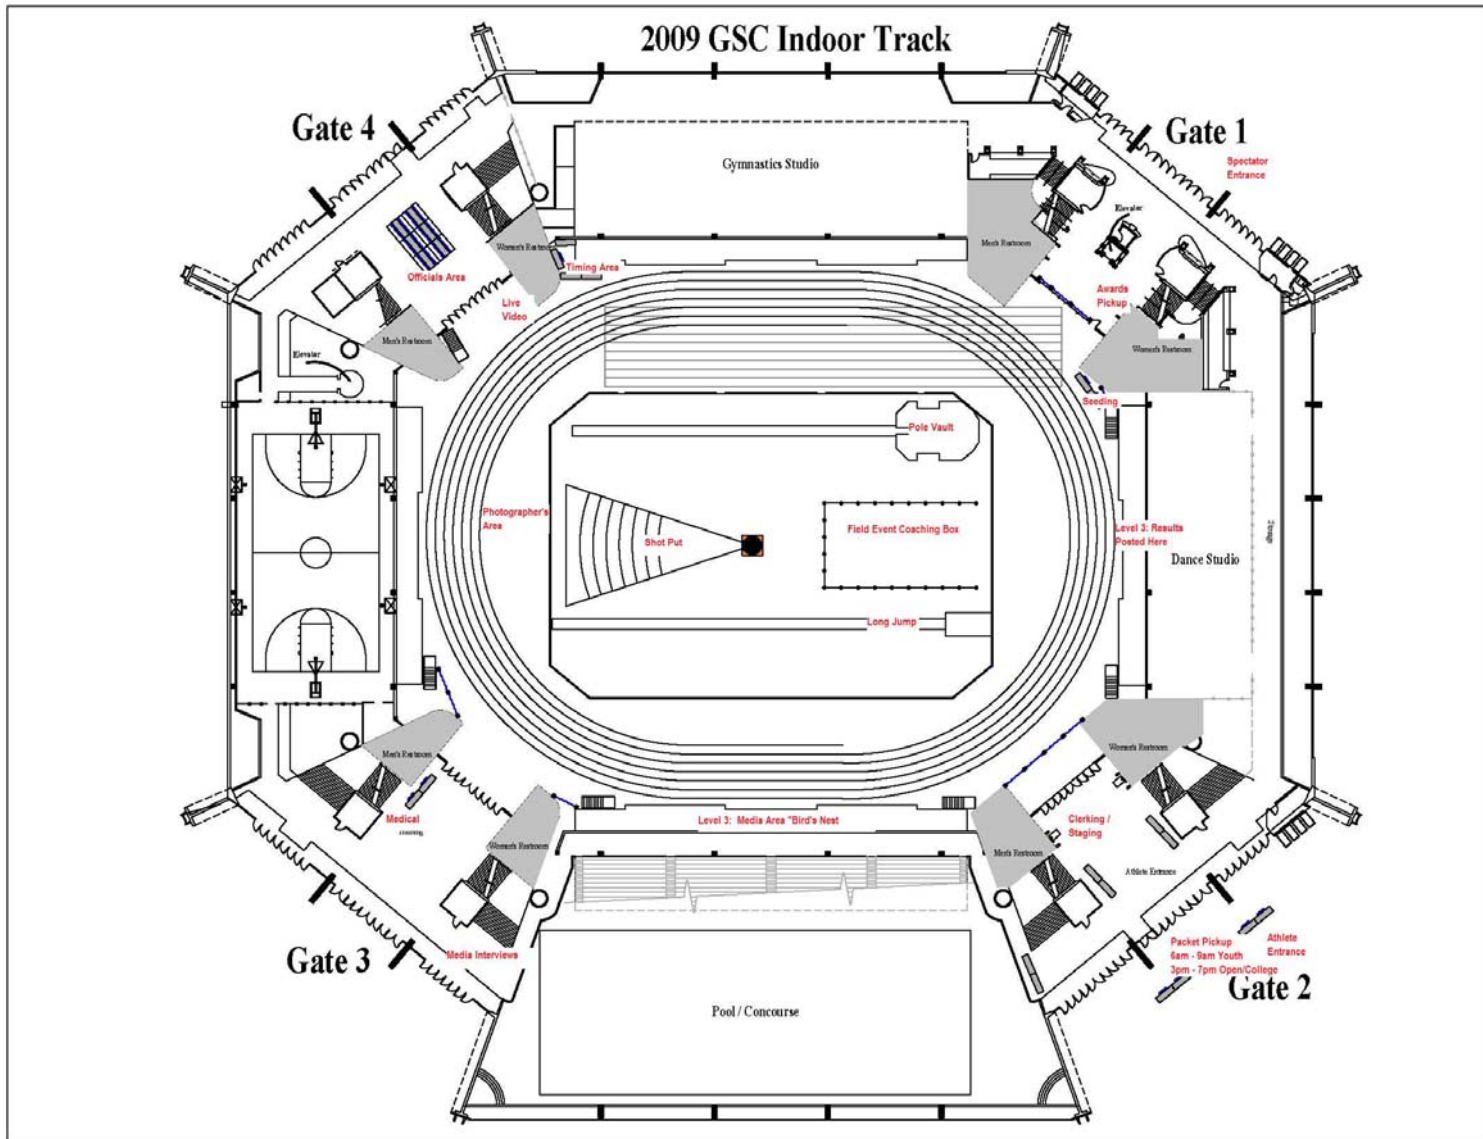 2009 GSC Indoor Track
Gate 4
Gate 1
Spectator
Entrance
Gymnastics Studio
Elevator
Men's Restroom
Women's Restroom
Officials Area
Timing Area
Live
Video
Awards
Pickup
Men's Restroom
Women's Restroom
Elevator
Seeding
Pole Vault
Photographer's
Area
Shot Put
Field Event Coaching Box
Level 3: Results
Posted Here
Storage
Dance Studio
Long Jump
Men's Restroom
Women's Restroom
Medical
Level 3: Media Area "Bird's Nest
Clerking /
Staging
Women's Restroom
Men's Restroom
Athlete Entrance
Gate 3
Media Interviews
Packet Pickup
6am - 9am Youth
3pm - 7pm Open/College
Athlete
Entrance
Gate 2
Pool / Concourse